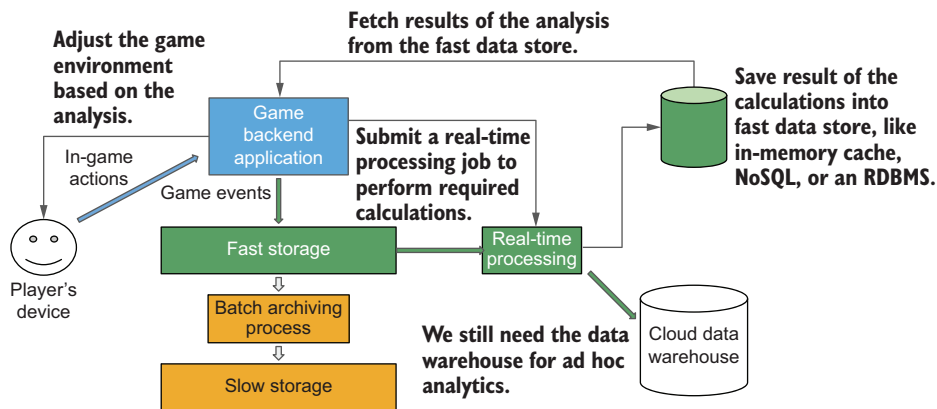 Fetch results of the analysis
from the fast data store.
Adjust the game
environment
based on the
analysis.
Save result of the
calculations into
fast data store, like
in-memory cache,
NoSQL, or an RDBMS.
Game
backend
application
Submit a real-time
processing job to
perform required
calculations.
In-game
actions
Game events
Fast storage
Real-time
processing
Player's
device
Batch archiving
process
We still need the data
warehouse for ad hoc
analytics.
Cloud data
warehouse
Slow storage